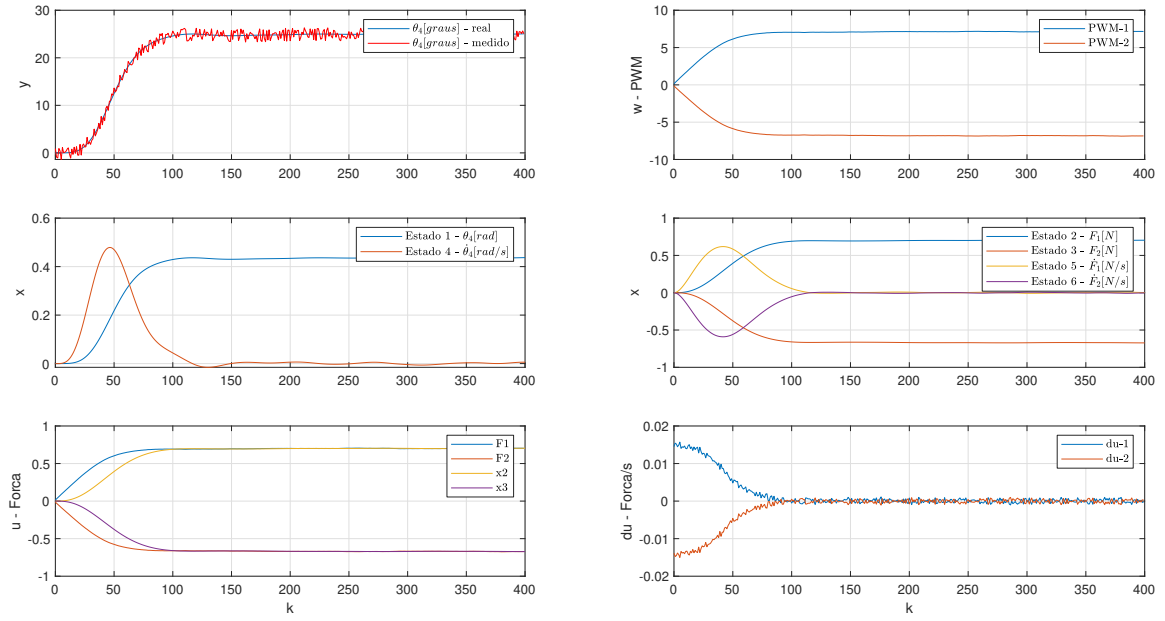 30
20
10
0
y
0 50 100 150 200 250 300 350 400
θ₄[graus] - real
θ₄[graus] - medido
10
5
0
-5
-10
w - PWM
0 50 100 150 200 250 300 350 400
PWM-1
PWM-2
0.6
0.4
0.2
0
x
0 50 100 150 200 250 300 350 400
Estado 1 - θ₄[rad]
Estado 4 - θ̇₄[rad/s]
1
0.5
0
-0.5
-1
x
0 50 100 150 200 250 300 350 400
Estado 2 - F₁[N]
Estado 3 - F₂[N]
Estado 5 - Ḟ₁[N/s]
Estado 6 - Ḟ₂[N/s]
1
0.5
0
-0.5
-1
u - Forca
0 50 100 150 200 250 300 350 400
k
F1
F2
x2
x3
0.02
0.01
0
-0.01
-0.02
du - Forca/s
0 50 100 150 200 250 300 350 400
k
du-1
du-2